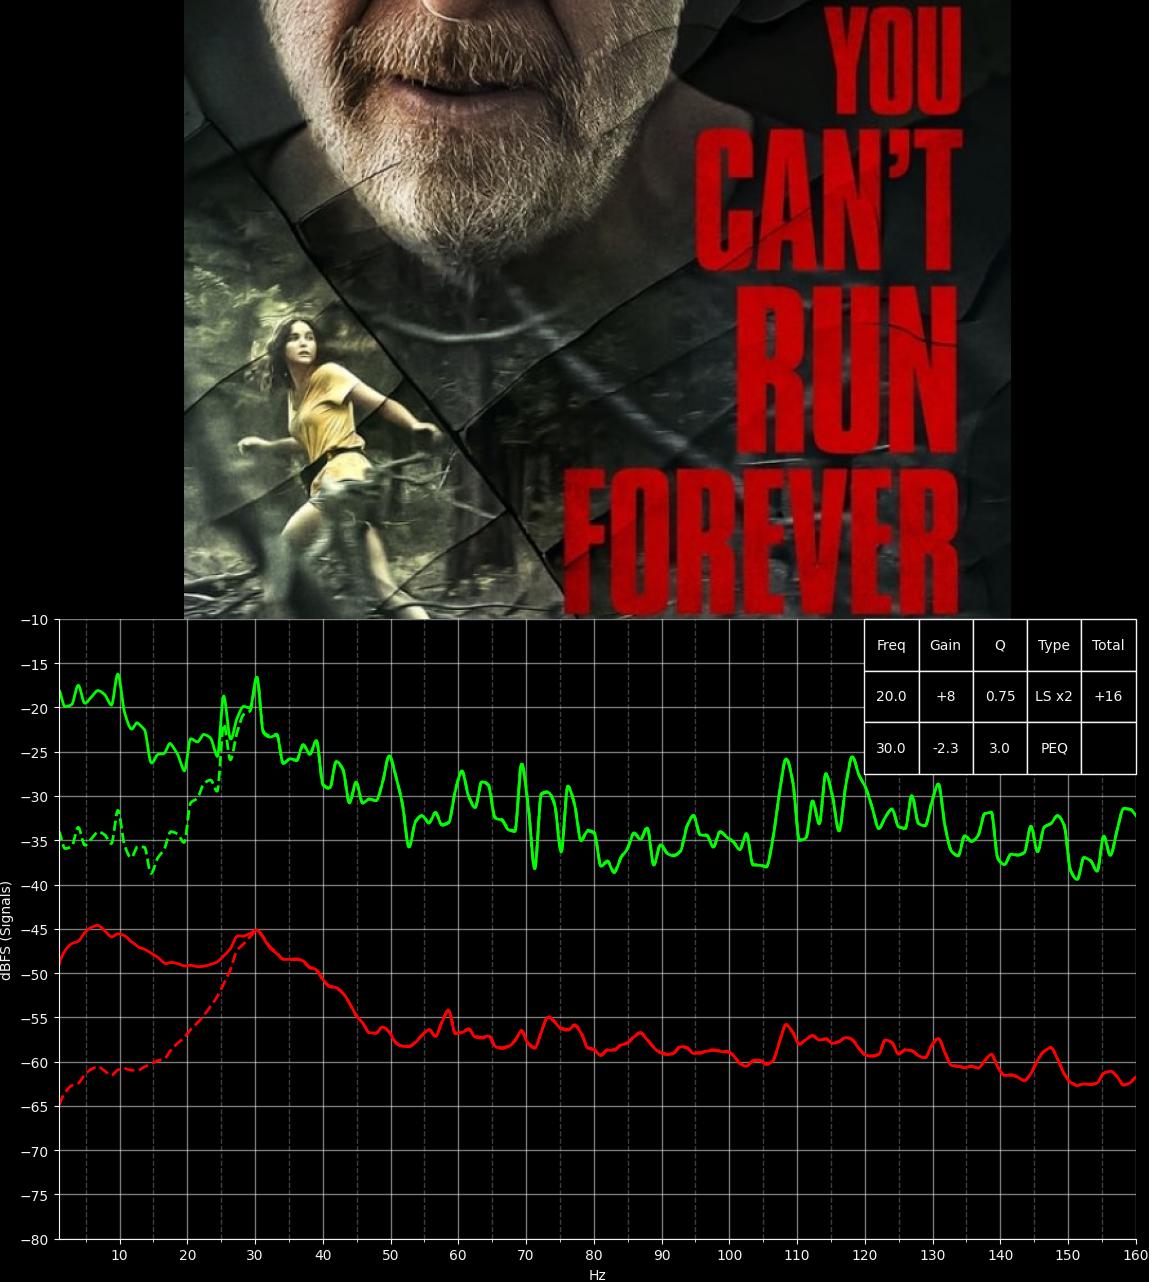 YOU
CAN'T
RUN
FOREVER
Freq Gain Q Type Total
20.0 +8 0.75 LS x2 +16
30.0 -2.3 3.0 PEQ
−10
−15
−20
−25
−30
−35
−40
−45
−50
−55
−60
−65
−70
−75
−80
dBFS (Signals)
10 20 30 40 50 60 70 80 90 100 110 120 130 140 150 160
Hz